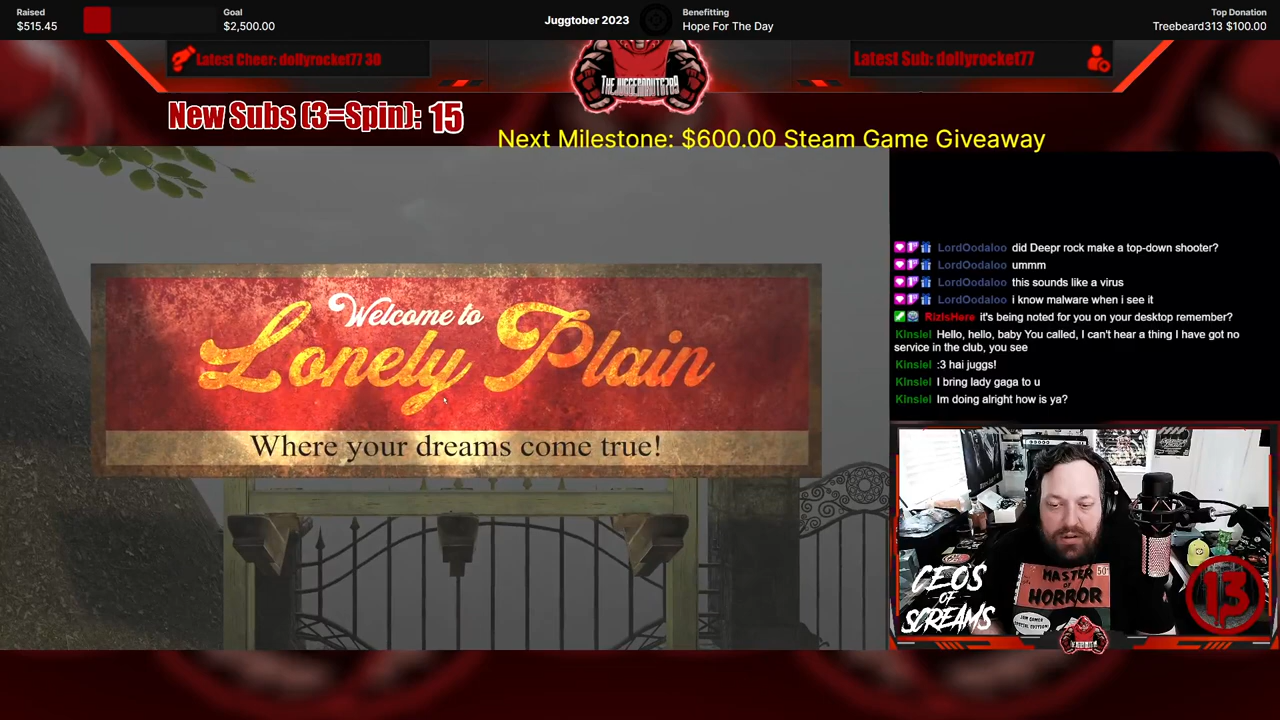 Raised
$515.45
Goal
$2,500.00
Juggtober 2023
Benefitting
Hope For The Day
Top Donation
Treebeard313 $100.00
Latest Cheer: dollyrocket77 30
THEJUGGERNAUT6789
Latest Sub: dollyrocket77
New Subs (3=Spin): 15
Next Milestone: $600.00 Steam Game Giveaway
Welcome to
Lonely Plain
Where your dreams come true!
LordOodaloo did Deepr rock make a top-down shooter?
LordOodaloo ummm
LordOodaloo this sounds like a virus
LordOodaloo i know malware when i see it
RizIsHere it's being noted for you on your desktop remember?
Kinsiel Hello, hello, baby You called, I can't hear a thing I have got no
service in the club, you see
Kinsiel :3 hai juggs!
Kinsiel I bring lady gaga to u
Kinsiel Im doing alright how is ya?
CEOS
OF
SCREAMS
MASTER
OF
HORROR
13